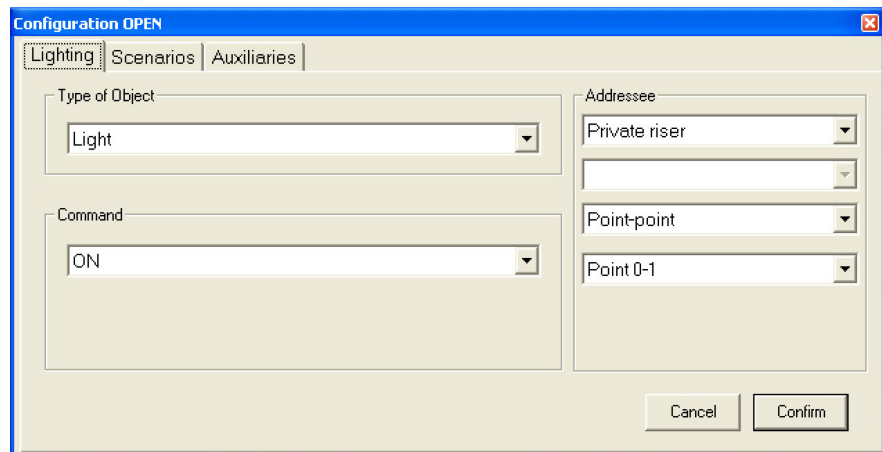 Configuration OPEN
Lighting Scenarios Auxiliaries
Type of Object
Light
Command
ON
Addressee
Private riser
Point-point
Point 0-1
Cancel Confirm